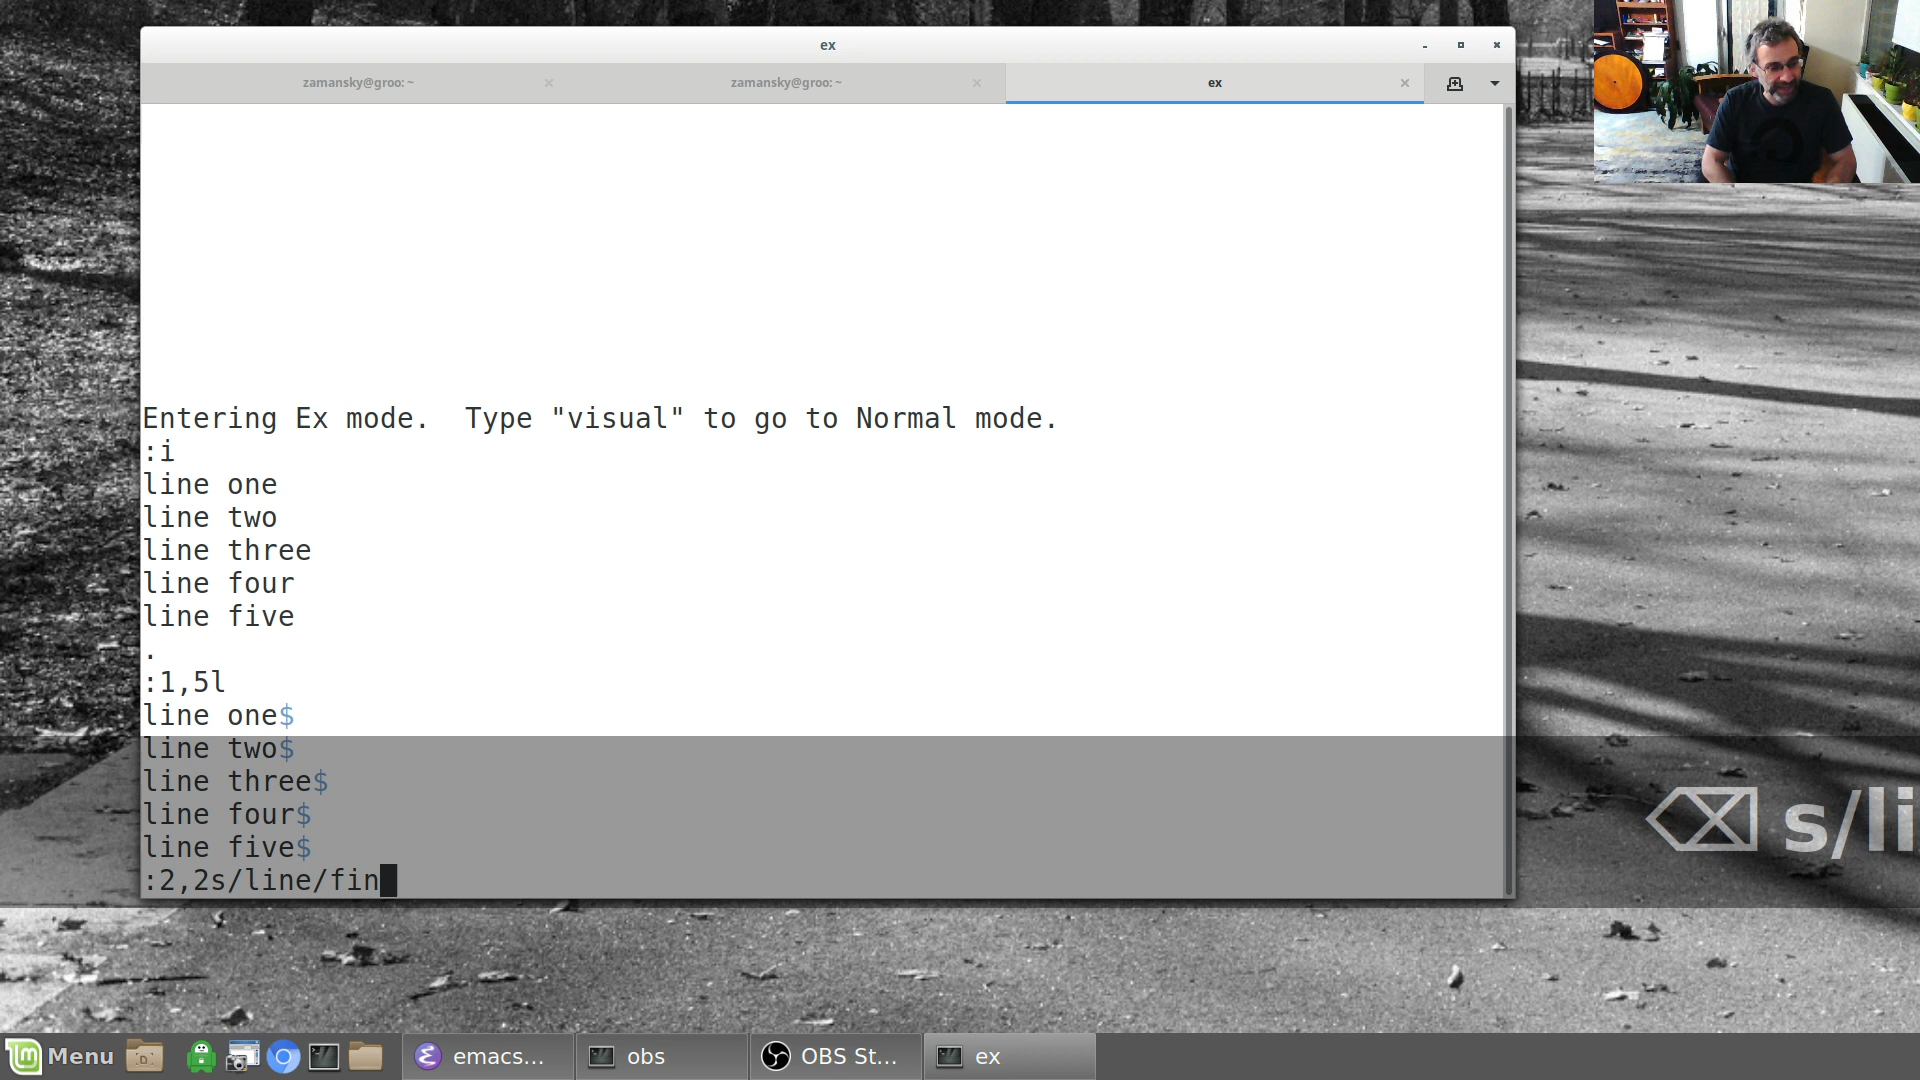 ex
zamansky@groo: ~
zamansky@groo: ~
ex
Entering Ex mode.  Type "visual" to go to Normal mode.
:i
line one
line two
line three
line four
line five
.
:1,5l
line one$
line two$
line three$
line four$
line five$
:2,2s/line/fin
⌫ s/li
Menu
emacs...
obs
OBS St...
ex